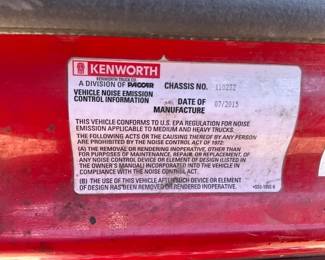 KENWORTH
KENWORTH TRUCK CO.
A DIVISION OF PACCAR
CHASSIS NO. 110232
VEHICLE NOISE EMISSION
CONTROL INFORMATION
DATE OF
MANUFACTURE 07/2015
THIS VEHICLE CONFORMS TO U.S. EPA REGULATION FOR NOISE
EMISSION APPLICABLE TO MEDIUM AND HEAVY TRUCKS.
THE FOLLOWING ACTS OR THE CAUSING THEREOF BY ANY PERSON
ARE PROHIBITED BY THE NOISE CONTROL ACT OF 1972:
(A) THE REMOVAL OR RENDERING INOPERATIVE, OTHER THAN
FOR PURPOSES OF MAINTENANCE, REPAIR, OR REPLACEMENT, OF
ANY NOISE CONTROL DEVICE OR ELEMENT OF DESIGN (LISTED IN
THE OWNER'S MANUAL) INCORPORATED INTO THIS VEHICLE IN
COMPLIANCE WITH THE NOISE CONTROL ACT.
(B) THE USE OF THIS VEHICLE AFTER SUCH DEVICE OR ELEMENT
OF DESIGN HAS BEEN REMOVED OR RENDERED INOPERATIVE.